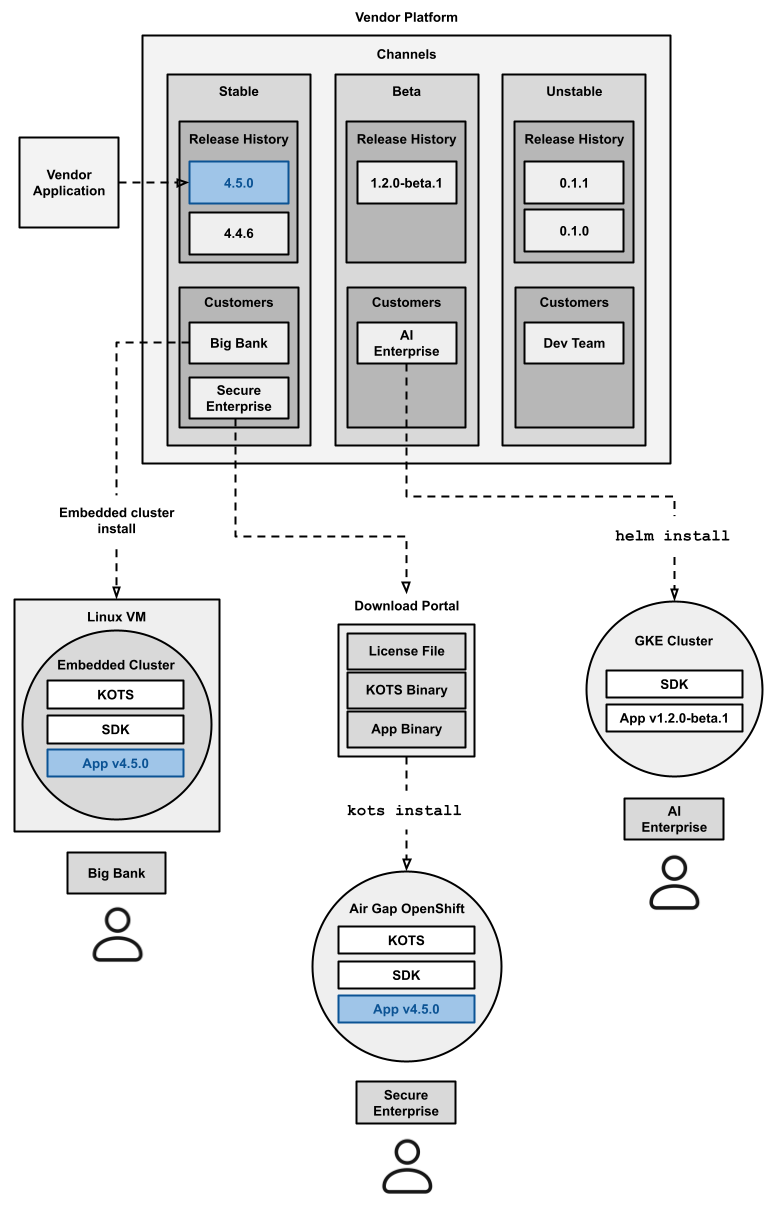 Vendor Platform
Channels
Stable
Beta
Unstable
Release History
4.5.0
4.4.6
Release History
1.2.0-beta.1
Release History
0.1.1
0.1.0
Vendor
Application
Customers
Big Bank
Secure
Enterprise
Customers
AI
Enterprise
Customers
Dev Team
Embedded cluster
install
helm install
Linux VM
Embedded Cluster
KOTS
SDK
App v4.5.0
Big Bank
Download Portal
License File
KOTS Binary
App Binary
kots install
GKE Cluster
SDK
App v1.2.0-beta.1
AI
Enterprise
Air Gap OpenShift
KOTS
SDK
App v4.5.0
Secure
Enterprise